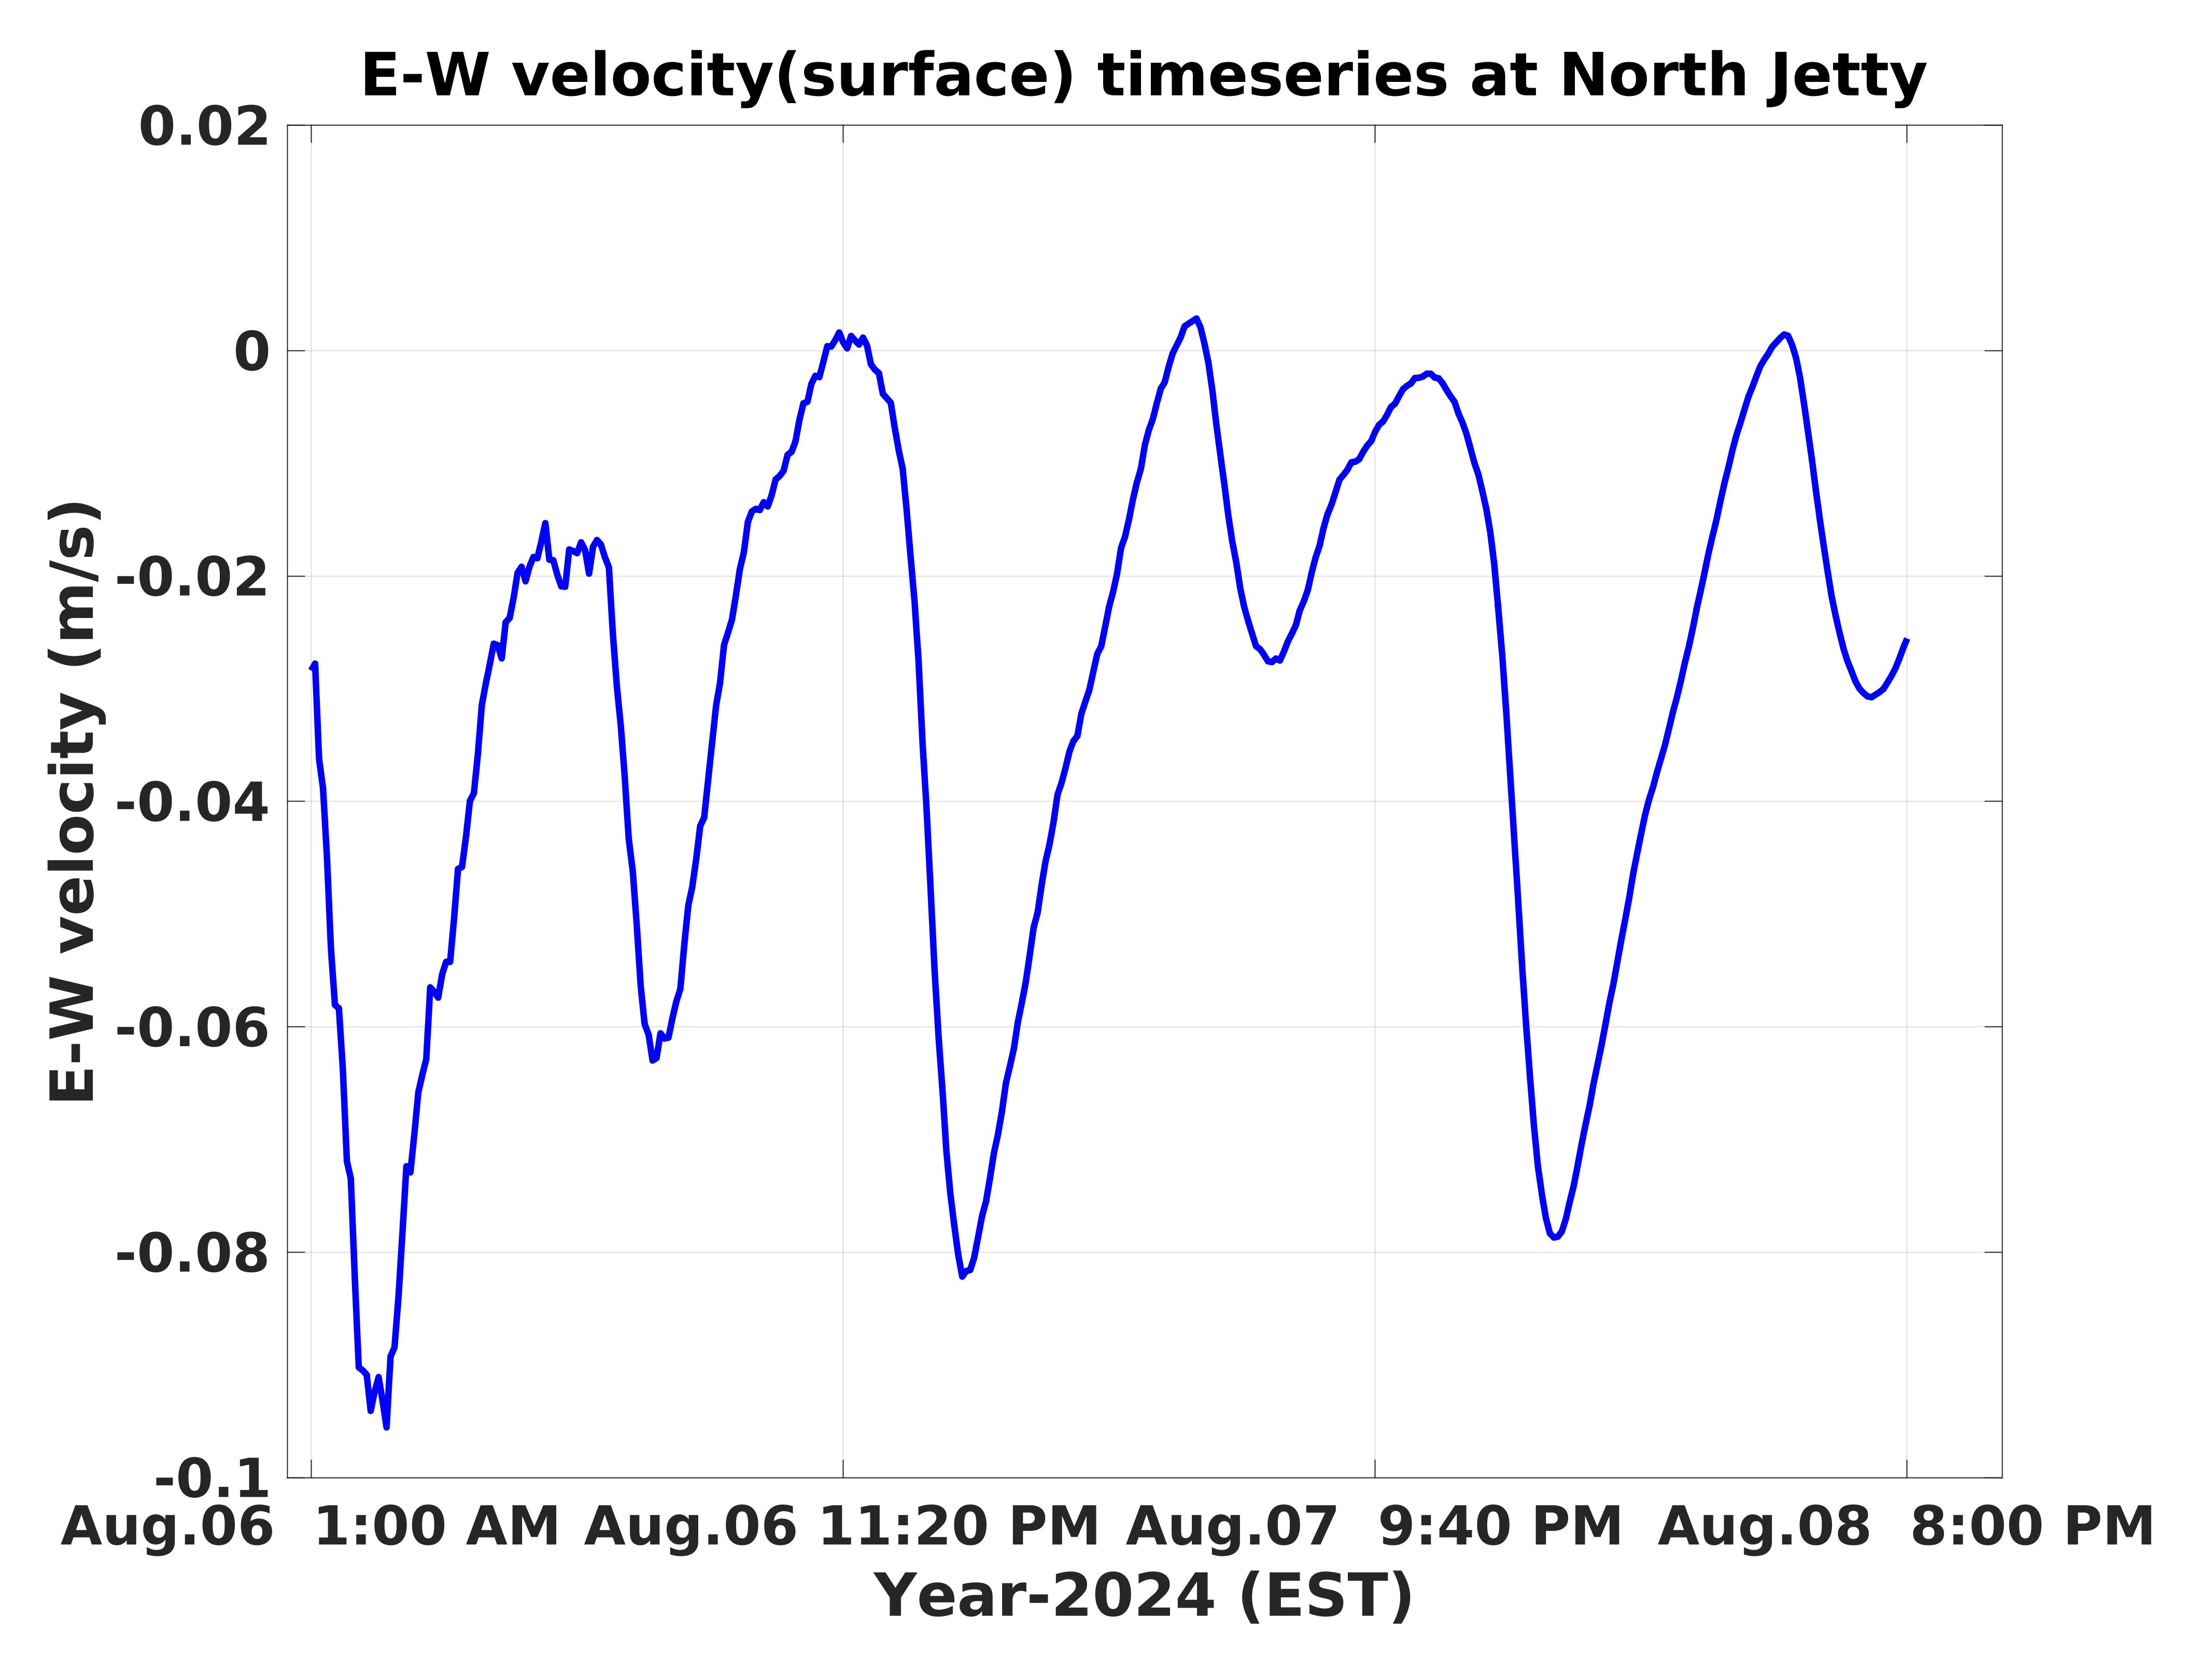 E-W velocity(surface) timeseries at North Jetty
0.02
0
-0.02
-0.04
-0.06
-0.08
-0.1
E-W velocity (m/s)
Aug.06 1:00 AM Aug.06 11:20 PM Aug.07 9:40 PM Aug.08 8:00 PM
Year-2024 (EST)